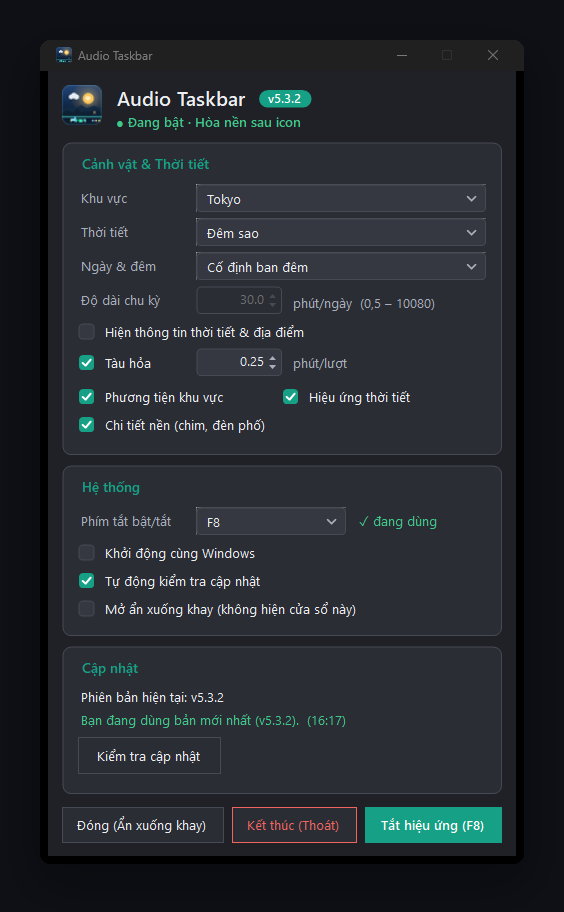 Audio Taskbar
Audio Taskbar v5.3.2
● Đang bật · Hòa nền sau icon
Cảnh vật & Thời tiết
Khu vực Tokyo
Thời tiết Đêm sao
Ngày & đêm Cố định ban đêm
Độ dài chu kỳ 30.0 phút/ngày (0,5 – 10080)
Hiện thông tin thời tiết & địa điểm
Tàu hỏa 0.25 phút/lượt
Phương tiện khu vực Hiệu ứng thời tiết
Chi tiết nền (chim, đèn phố)
Hệ thống
Phím tắt bật/tắt F8 ✓ đang dùng
Khởi động cùng Windows
Tự động kiểm tra cập nhật
Mở ẩn xuống khay (không hiện cửa sổ này)
Cập nhật
Phiên bản hiện tại: v5.3.2
Bạn đang dùng bản mới nhất (v5.3.2). (16:17)
Kiểm tra cập nhật
Đóng (Ẩn xuống khay) Kết thúc (Thoát) Tắt hiệu ứng (F8)